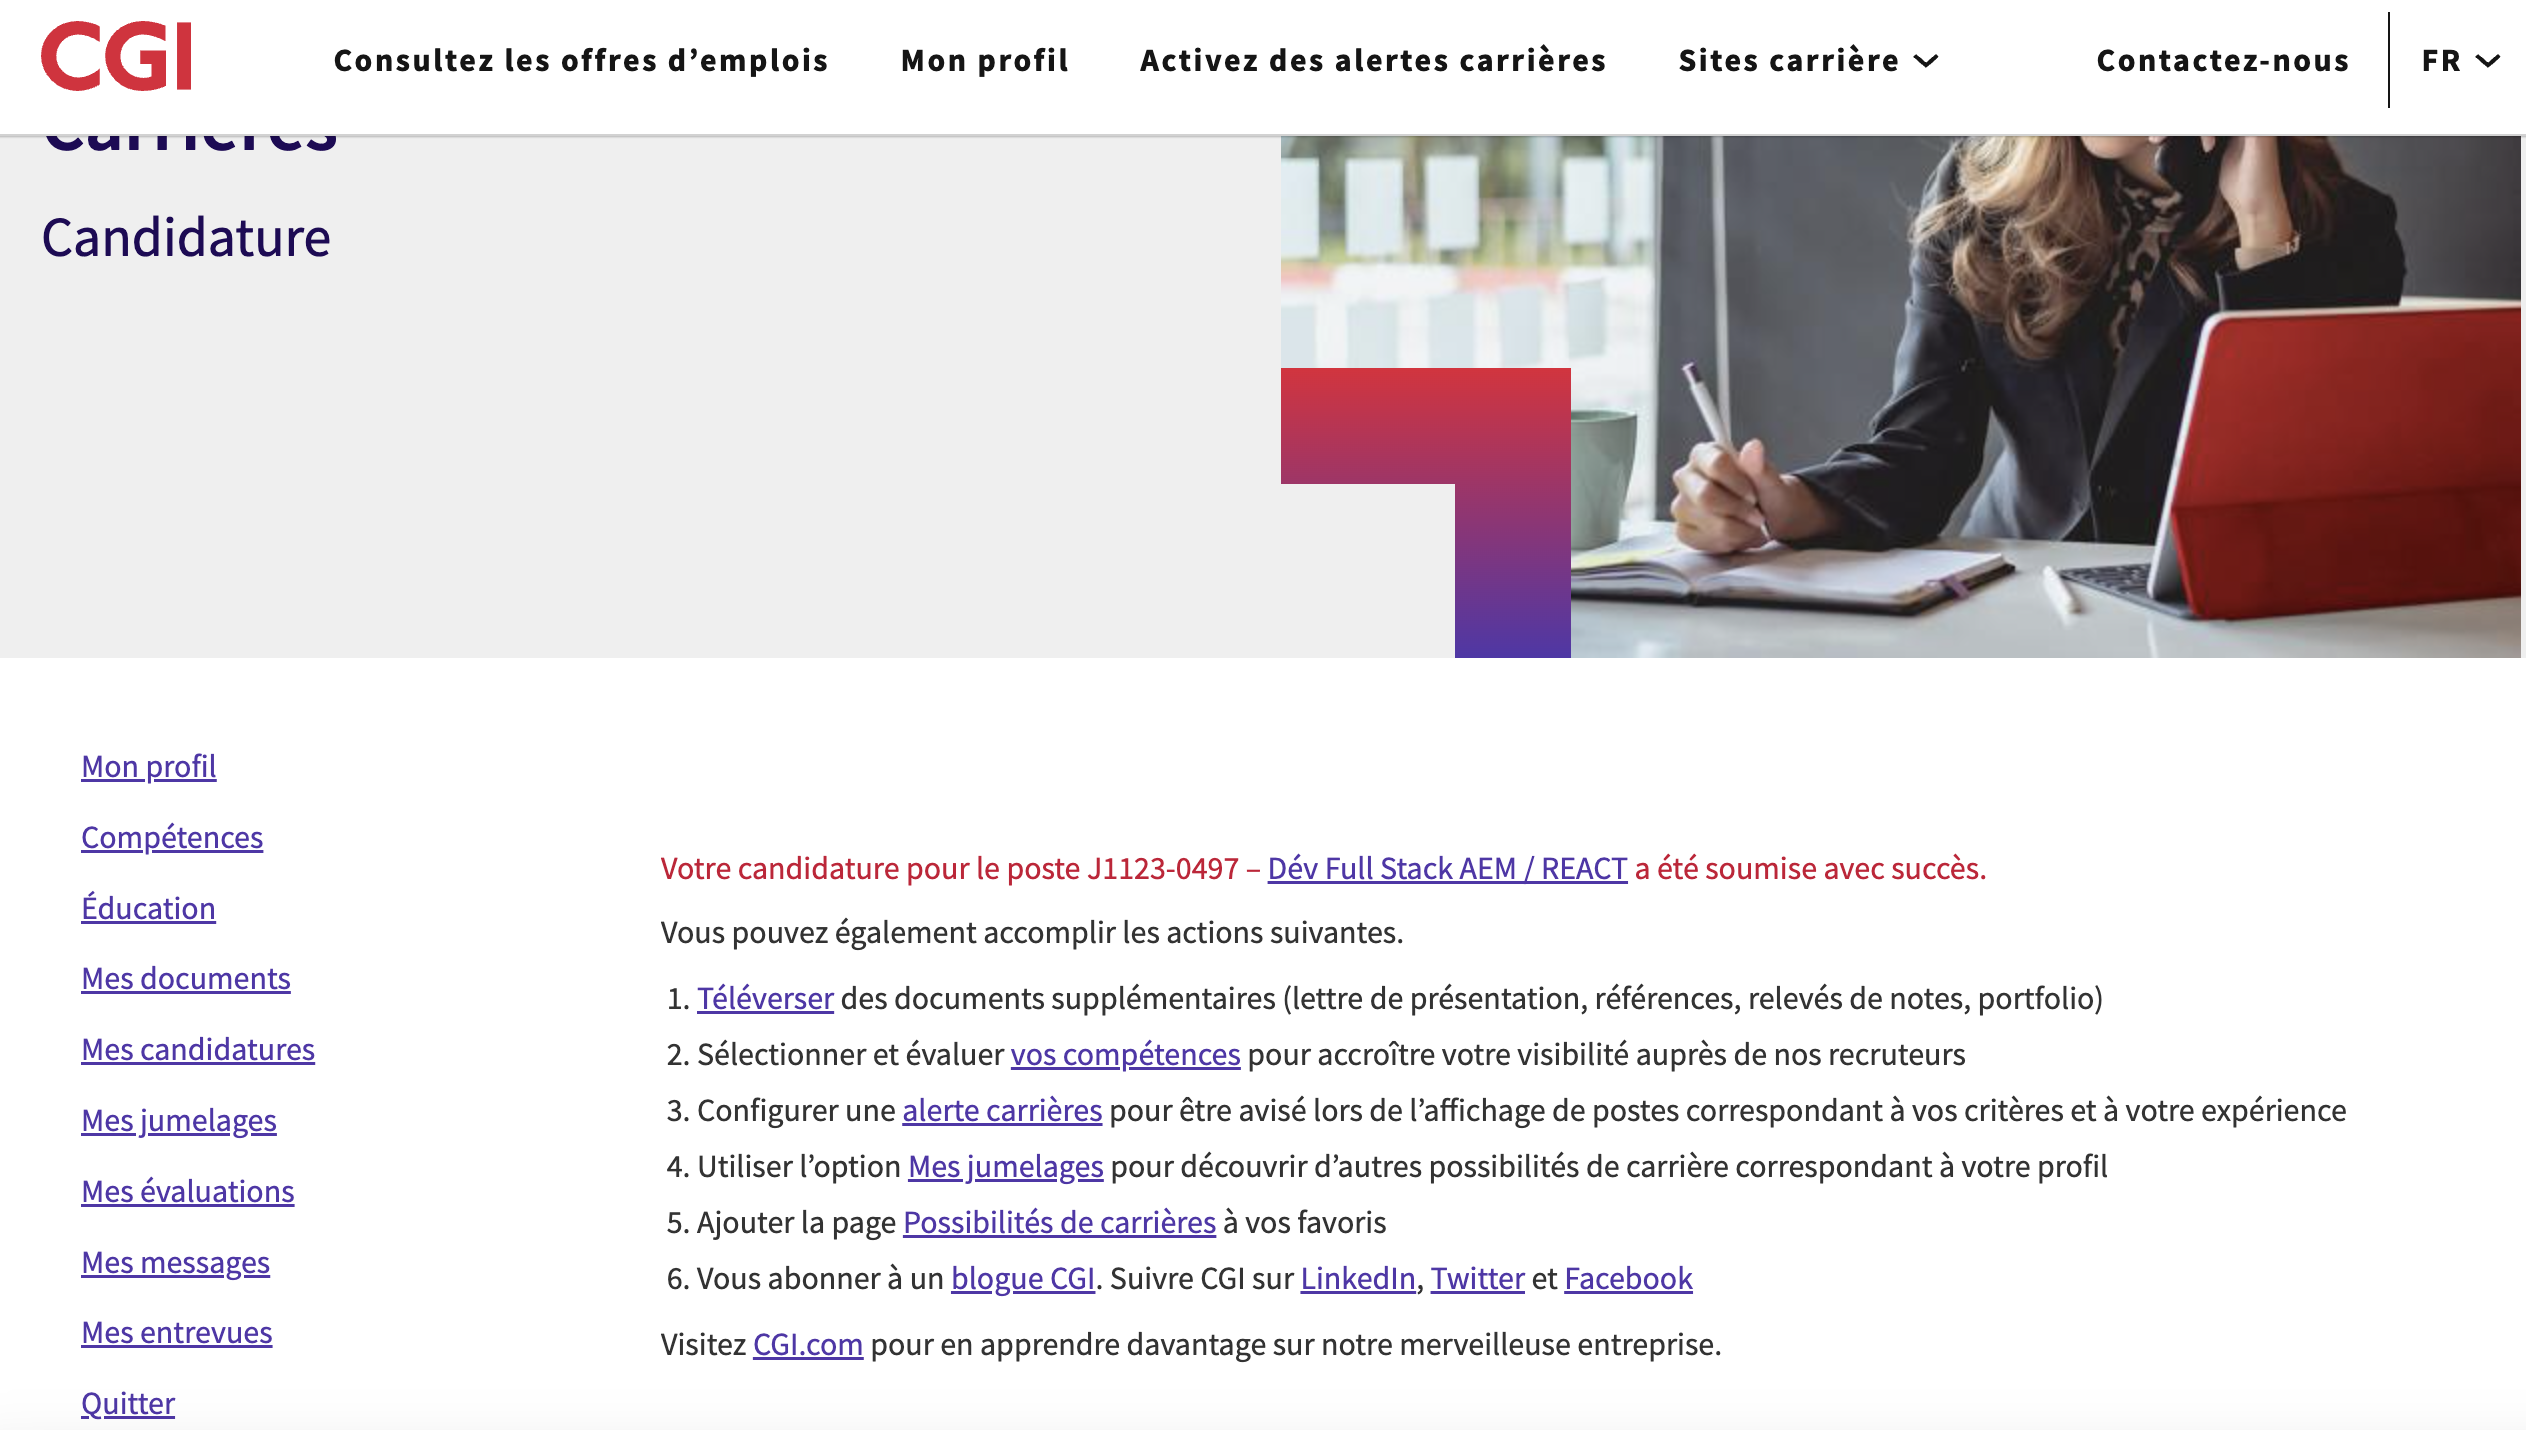 CGI
Consultez les offres d’emplois
Mon profil
Activez des alertes carrières
Sites carrière
Contactez-nous
FR
Carrières
Candidature
Mon profil
Compétences
Éducation
Mes documents
Mes candidatures
Mes jumelages
Mes évaluations
Mes messages
Mes entrevues
Quitter
Votre candidature pour le poste J1123-0497 – Dév Full Stack AEM / REACT a été soumise avec succès.
Vous pouvez également accomplir les actions suivantes.
1. Téléverser des documents supplémentaires (lettre de présentation, références, relevés de notes, portfolio)
2. Sélectionner et évaluer vos compétences pour accroître votre visibilité auprès de nos recruteurs
3. Configurer une alerte carrières pour être avisé lors de l’affichage de postes correspondant à vos critères et à votre expérience
4. Utiliser l’option Mes jumelages pour découvrir d’autres possibilités de carrière correspondant à votre profil
5. Ajouter la page Possibilités de carrières à vos favoris
6. Vous abonner à un blogue CGI. Suivre CGI sur LinkedIn, Twitter et Facebook
Visitez CGI.com pour en apprendre davantage sur notre merveilleuse entreprise.